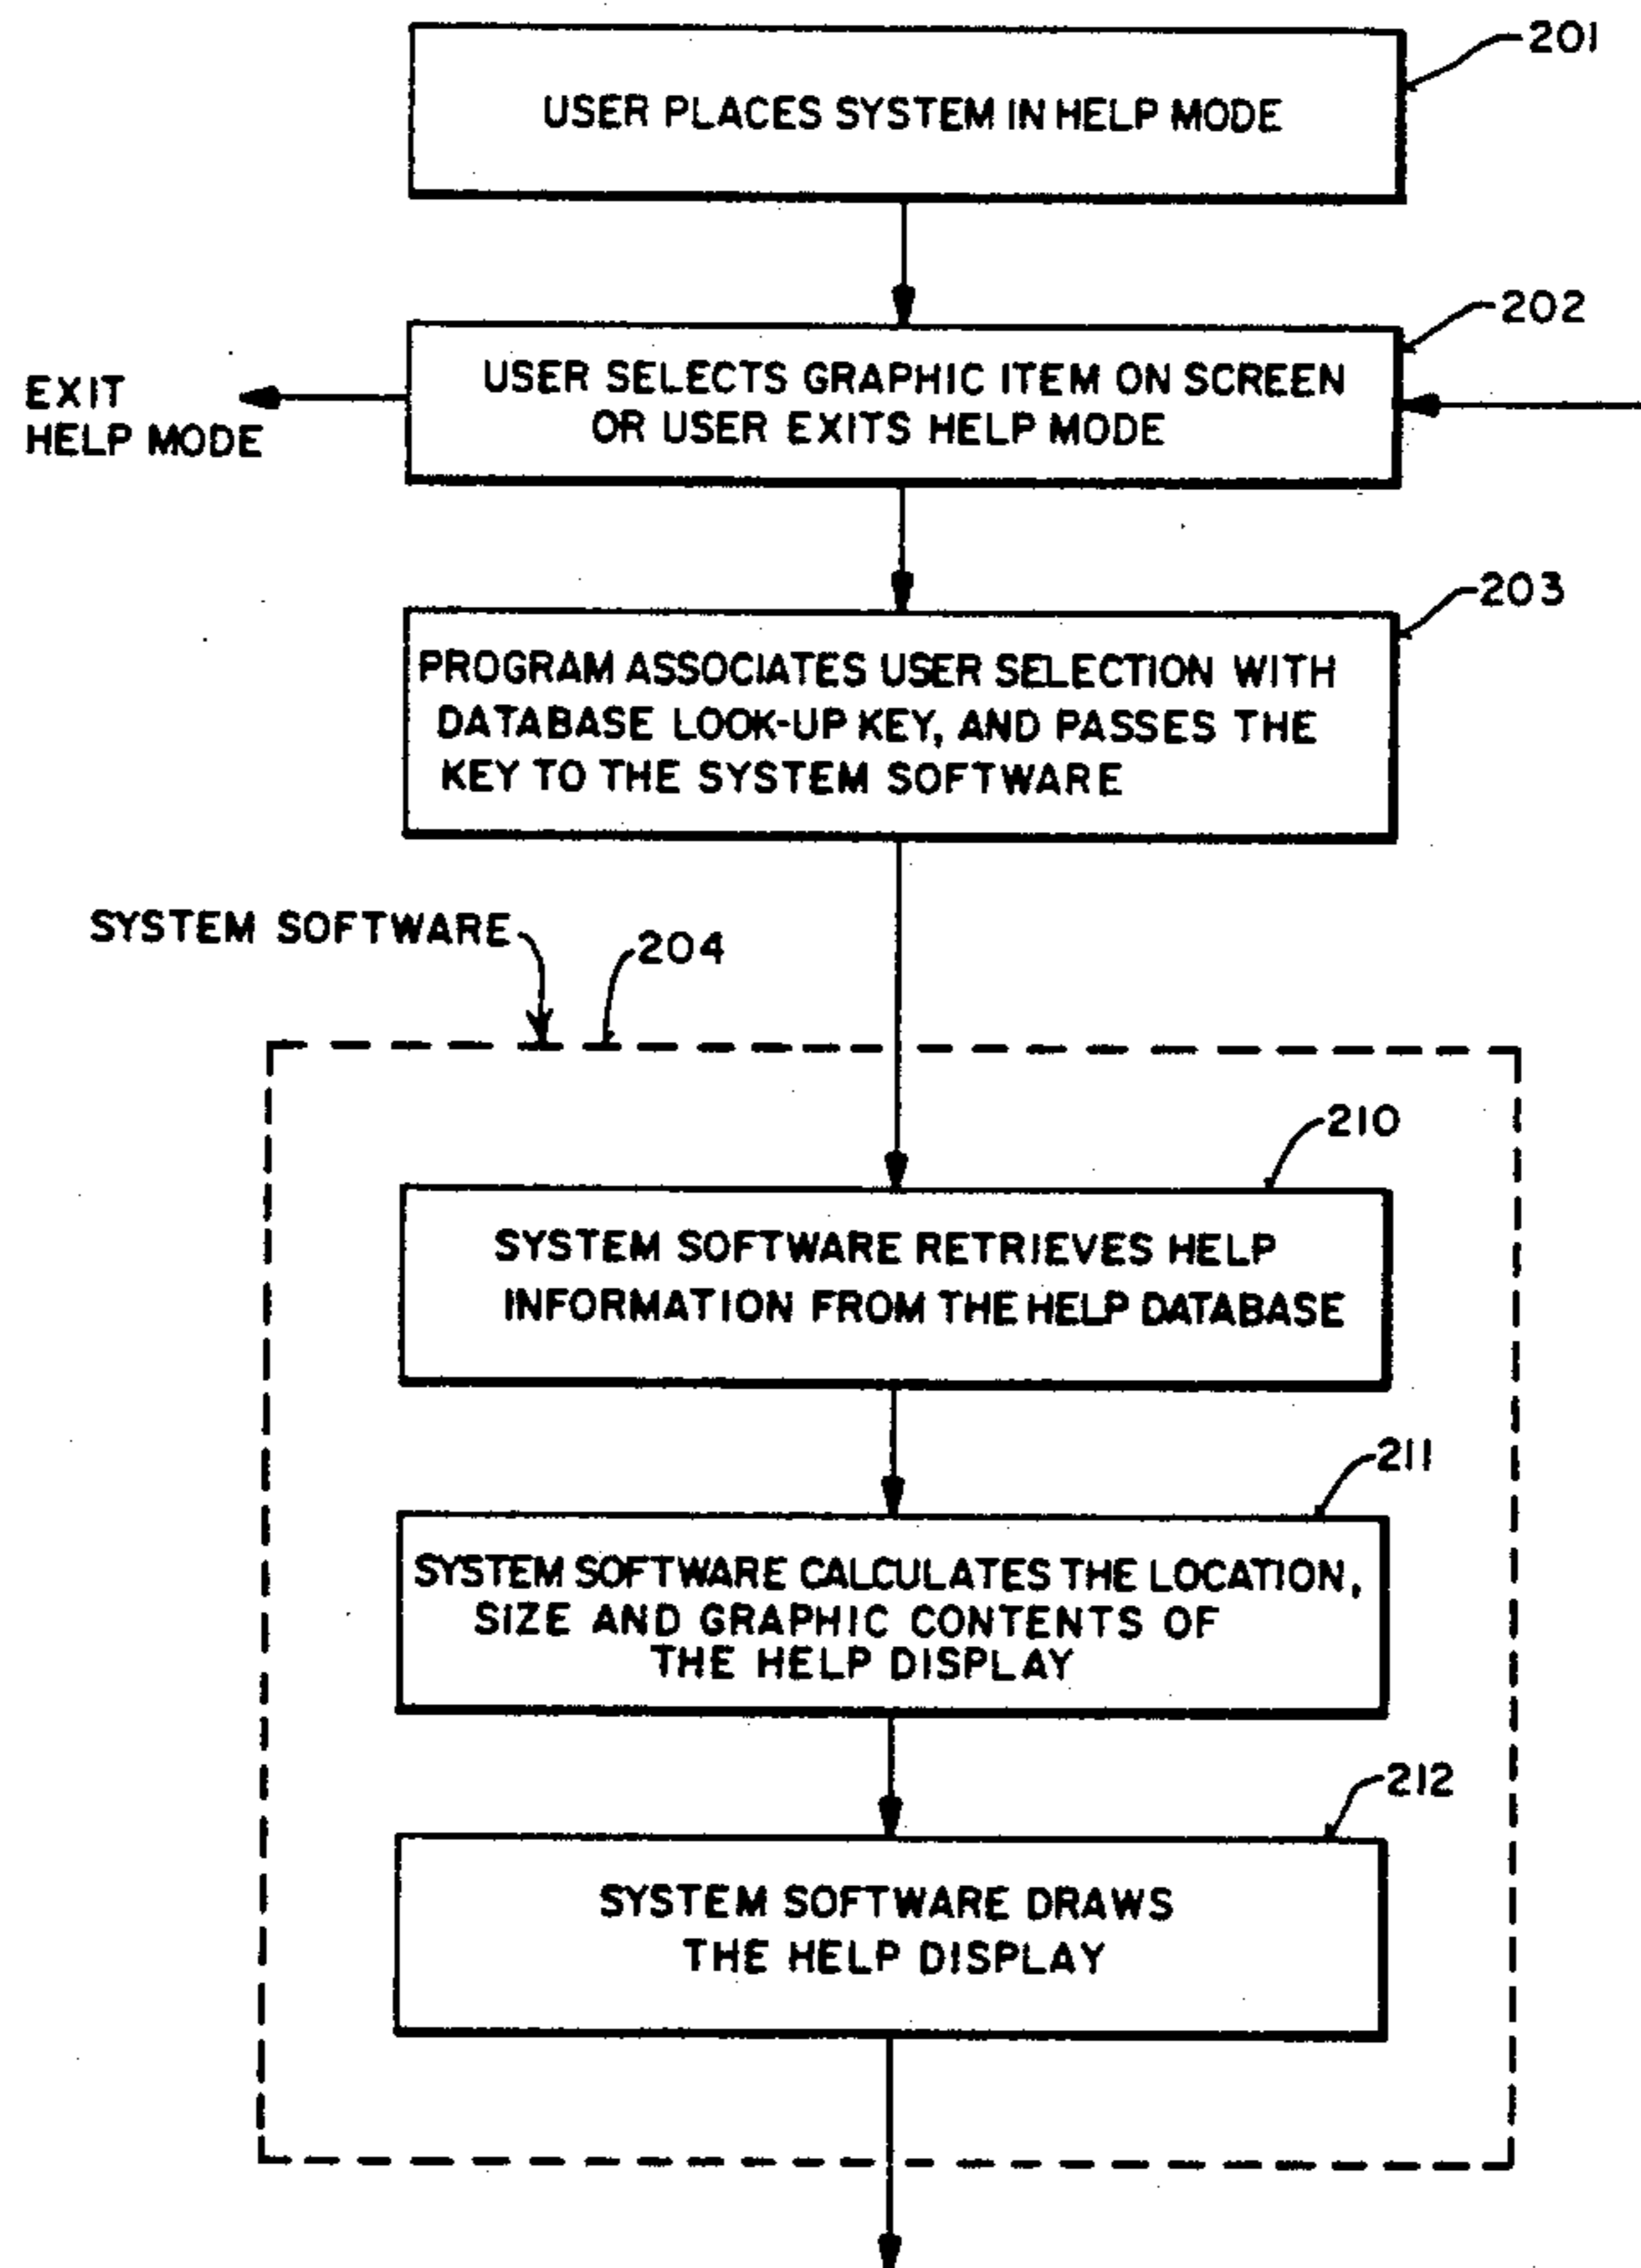 201
USER PLACES SYSTEM IN HELP MODE
202
USER SELECTS GRAPHIC ITEM ON SCREEN
OR USER EXITS HELP MODE
EXIT
HELP MODE
203
PROGRAM ASSOCIATES USER SELECTION WITH
DATABASE LOOK-UP KEY, AND PASSES THE
KEY TO THE SYSTEM SOFTWARE
SYSTEM SOFTWARE
204
210
SYSTEM SOFTWARE RETRIEVES HELP
INFORMATION FROM THE HELP DATABASE
211
SYSTEM SOFTWARE CALCULATES THE LOCATION,
SIZE AND GRAPHIC CONTENTS OF
THE HELP DISPLAY
212
SYSTEM SOFTWARE DRAWS
THE HELP DISPLAY